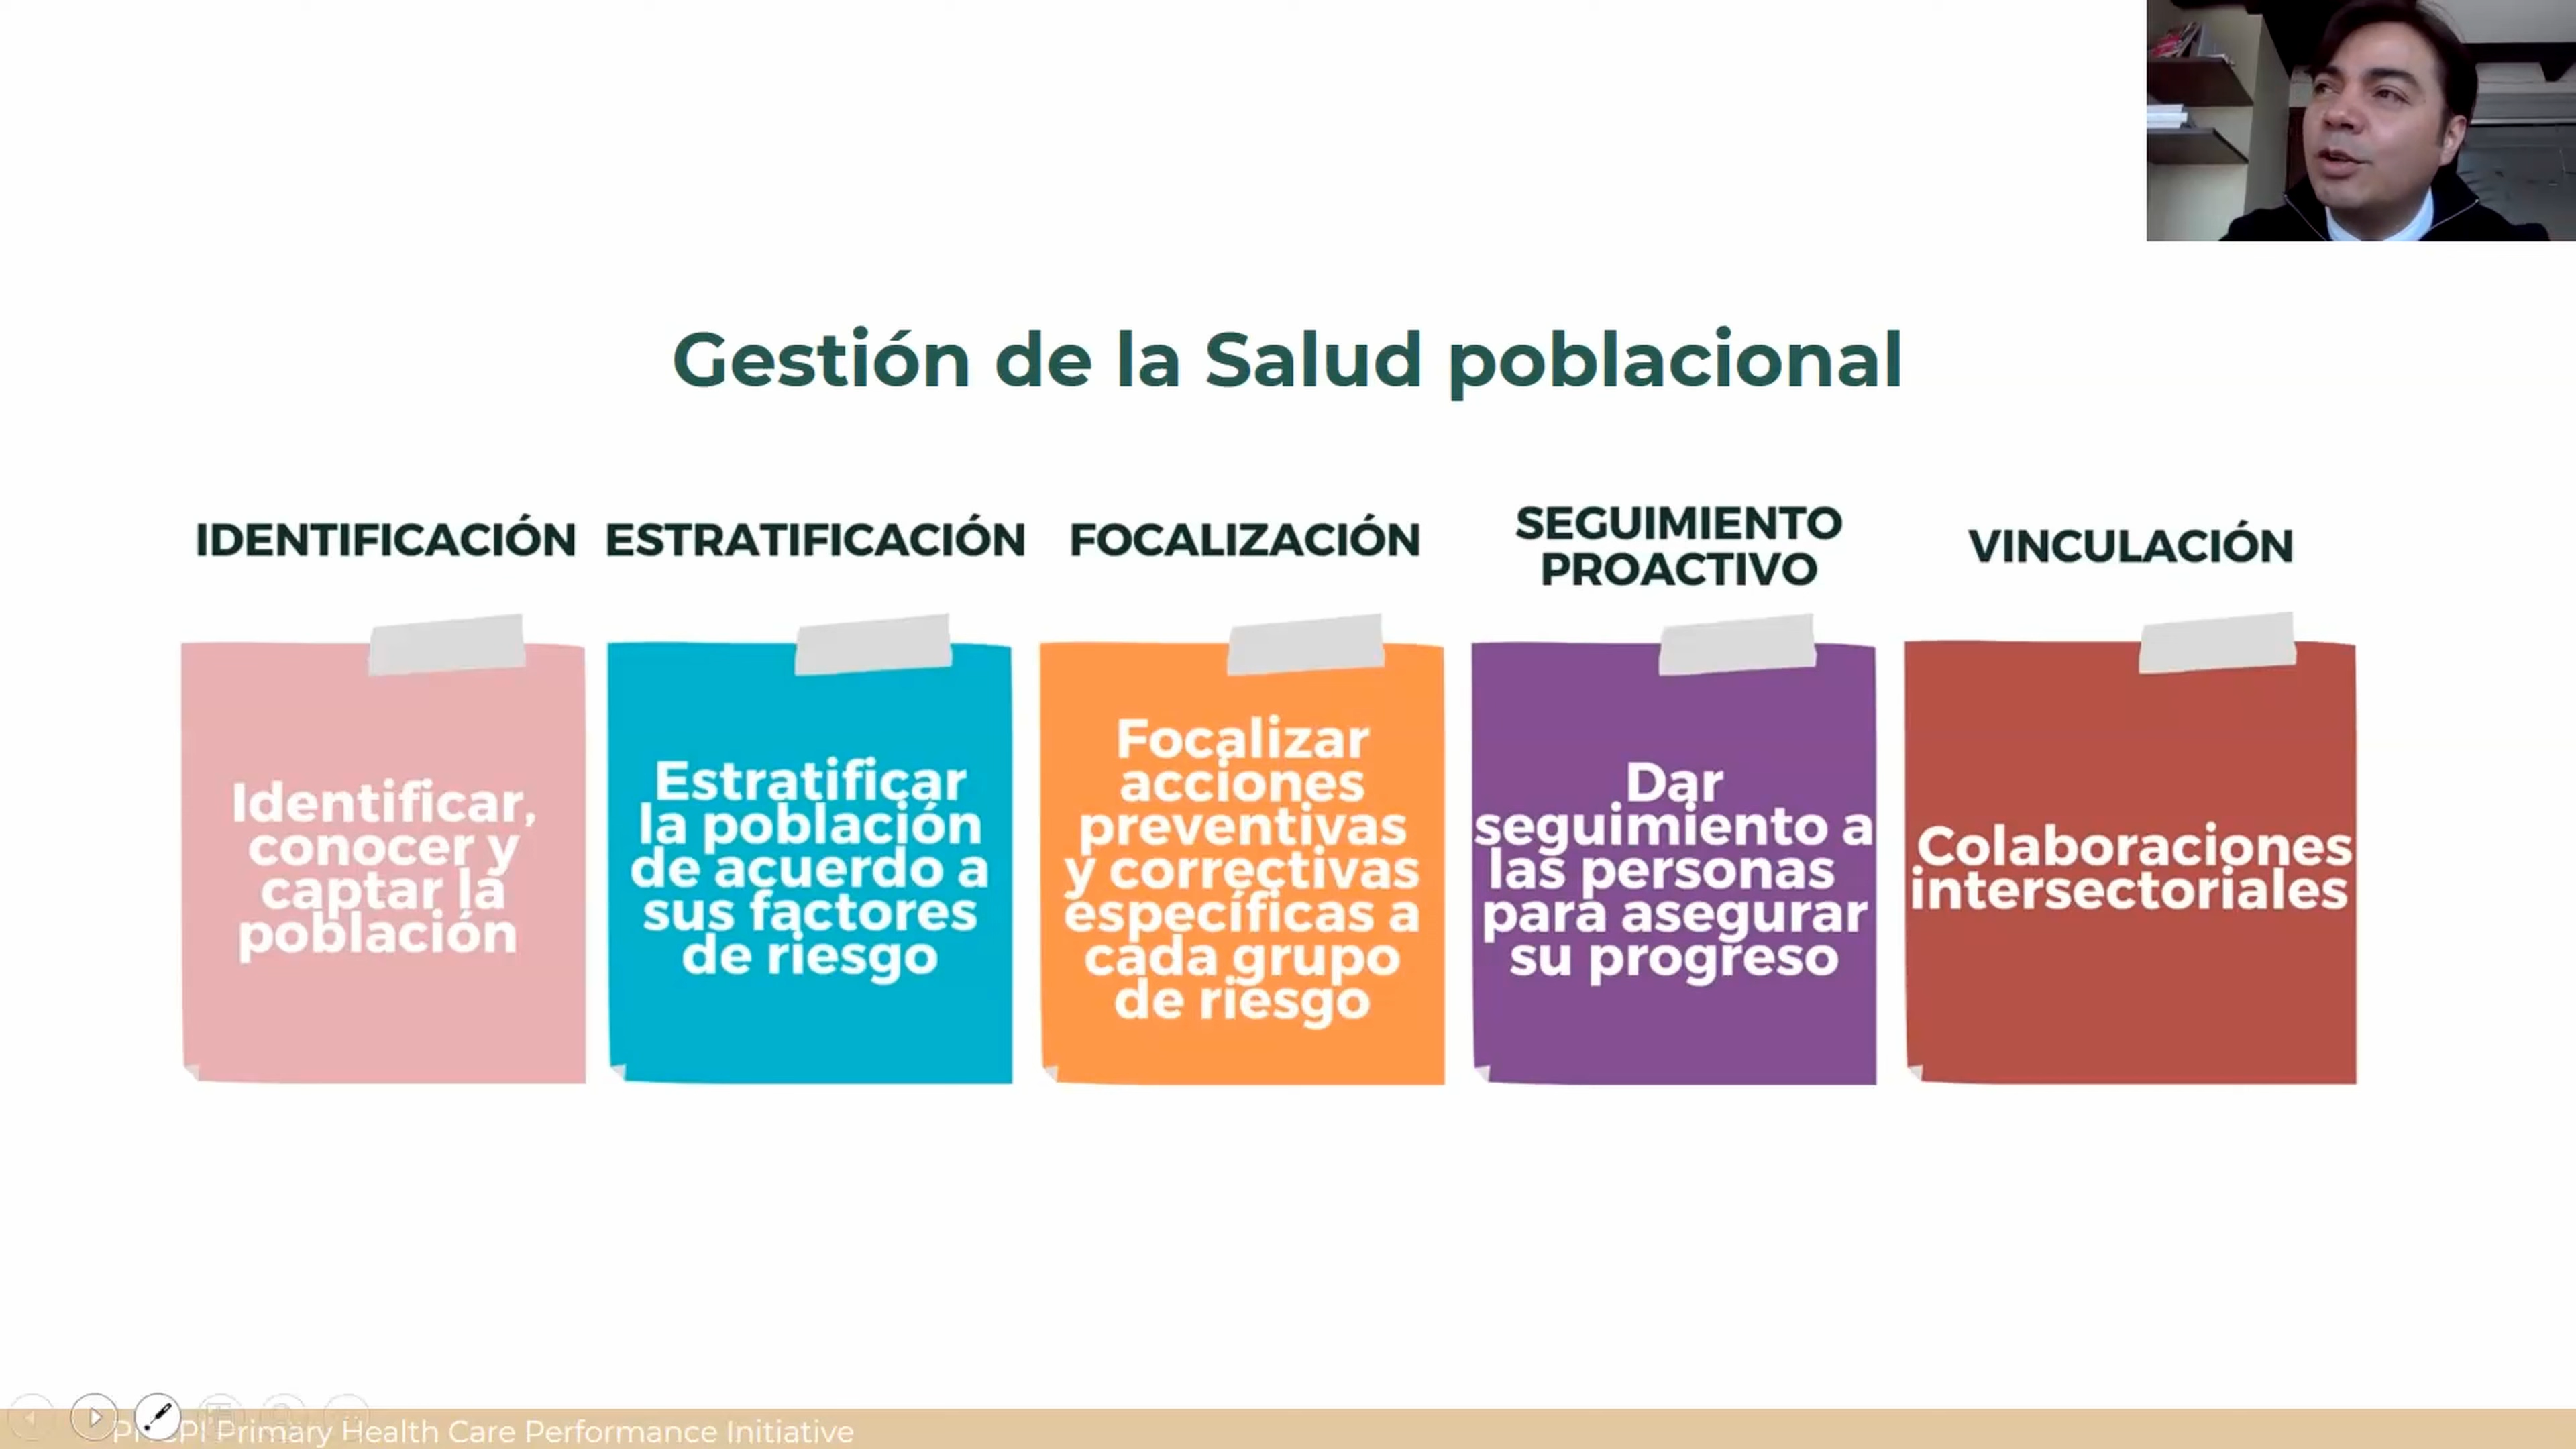 Gestión de la Salud poblacional
IDENTIFICACIÓN
Identificar,
conocer y
captar la
población
ESTRATIFICACIÓN
Estratificar
la población
de acuerdo a
sus factores
de riesgo
FOCALIZACIÓN
Focalizar
acciones
preventivas
y correctivas
específicas a
cada grupo
de riesgo
SEGUIMIENTO
PROACTIVO
Dar
seguimiento a
las personas
para asegurar
su progreso
VINCULACIÓN
Colaboraciones
intersectoriales
Primary Health Care Performance Initiative